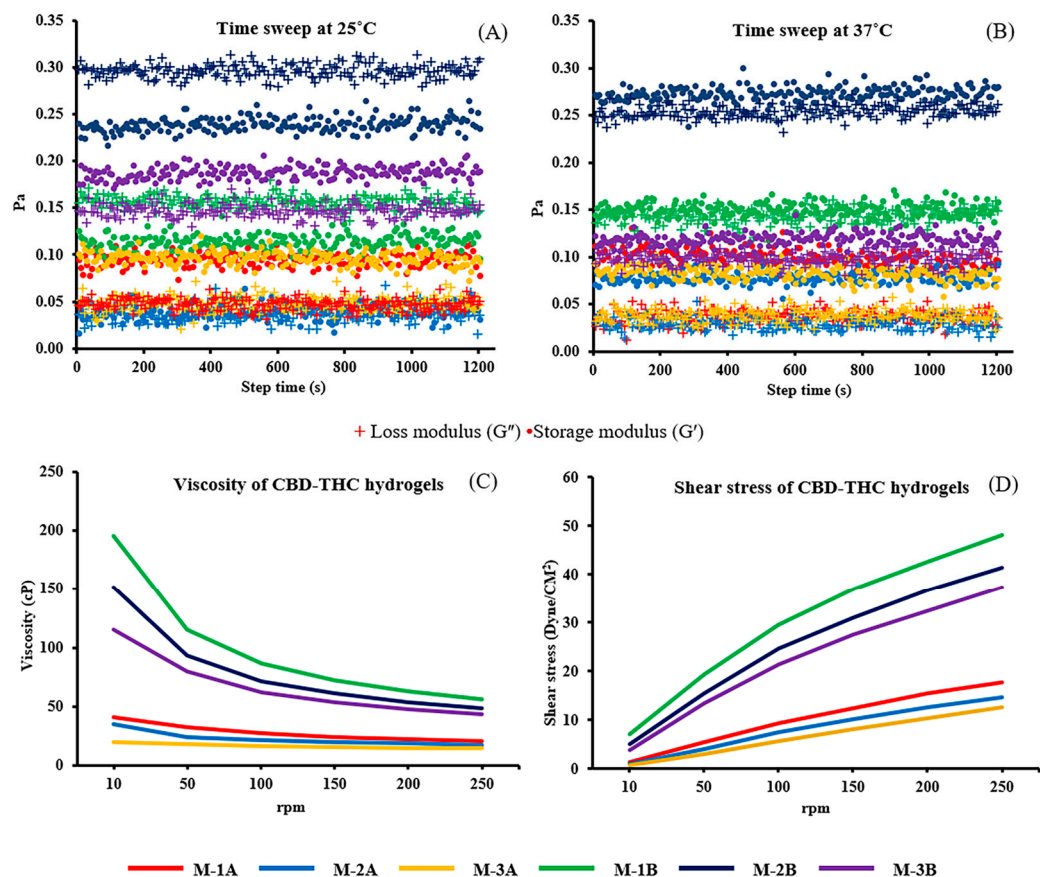 Time sweep at 25°C
(A)
0.35
0.30
0.25
0.20
0.15
0.10
0.05
0.00
Pa
0 200 400 600 800 1000 1200
Step time (s)
Time sweep at 37°C
(B)
0.35
0.30
0.25
0.20
0.15
0.10
0.05
0.00
Pa
0 200 400 600 800 1000 1200
Step time (s)
+ Loss modulus (G″) •Storage modulus (G′)
Viscosity of CBD-THC hydrogels
(C)
250
200
150
100
50
0
Viscosity (cP)
10 50 100 150 200 250
rpm
Shear stress of CBD-THC hydrogels
(D)
60
50
40
30
20
10
0
Shear stress (Dyne/CM²)
10 50 100 150 200 250
rpm
M-1A M-2A M-3A M-1B M-2B M-3B